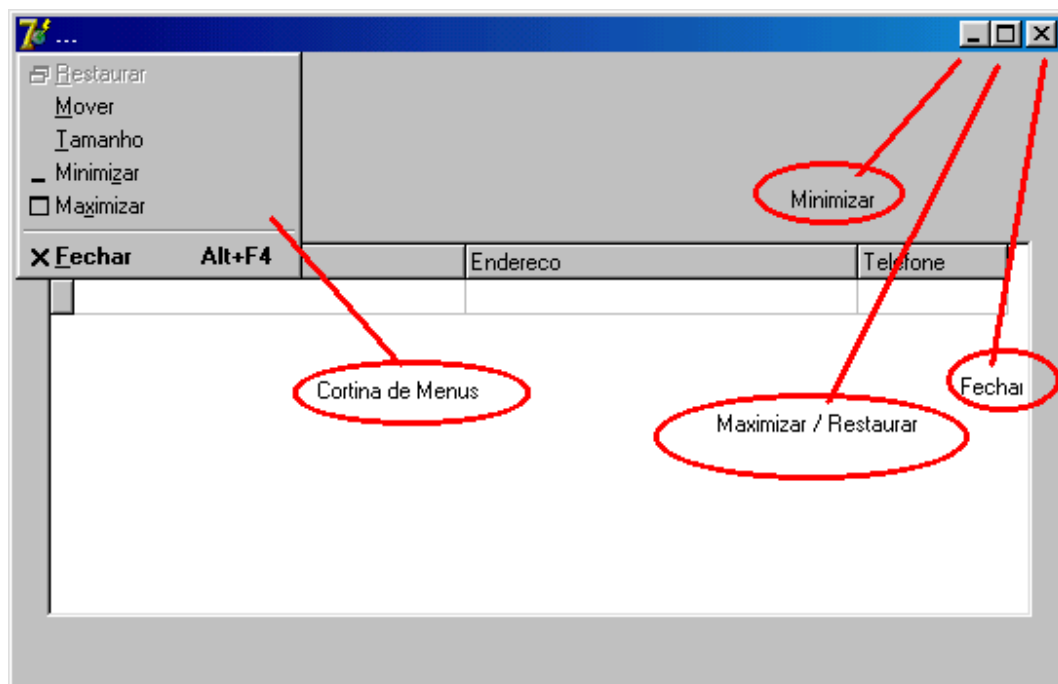 ...
Restaurar
Mover
Tamanho
Minimizar
Maximizar
Fechar Alt+F4
Minimizar
Endereco Telefone
Cortina de Menus
Fechar
Maximizar / Restaurar